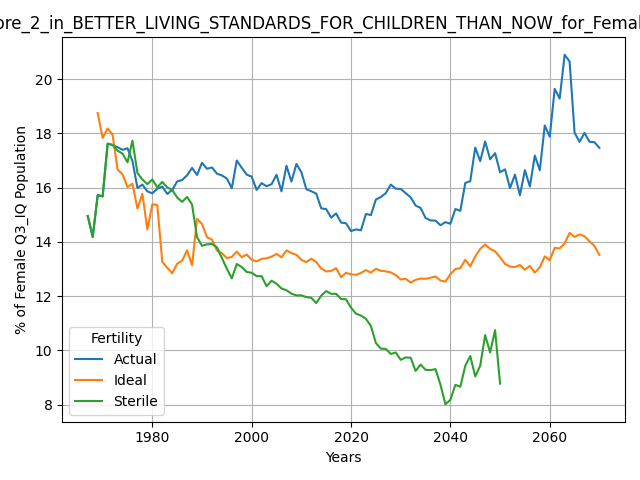 ore_2_in_BETTER_LIVING_STANDARDS_FOR_CHILDREN_THAN_NOW_for_Femal
% of Female Q3_IQ Population
20
18
16
14
12
10
8
Fertility
Actual
Ideal
Sterile
1980 2000 2020 2040 2060
Years